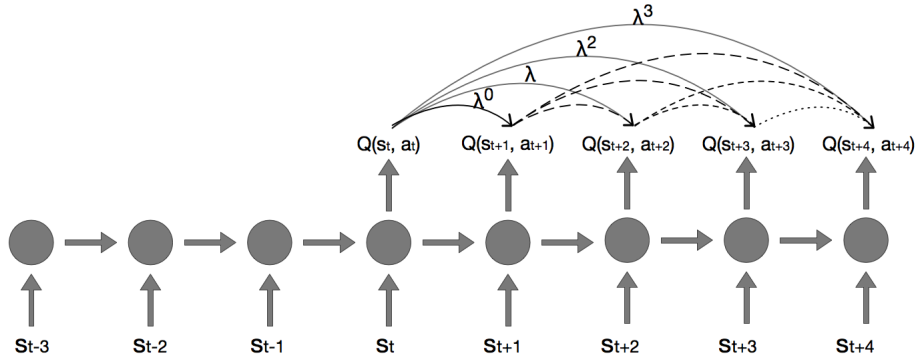 λ³
λ²
λ
λ⁰
Q(st, at) Q(st+1, at+1) Q(st+2, at+2) Q(st+3, at+3) Q(st+4, at+4)
St-3 St-2 St-1 St St+1 St+2 St+3 St+4